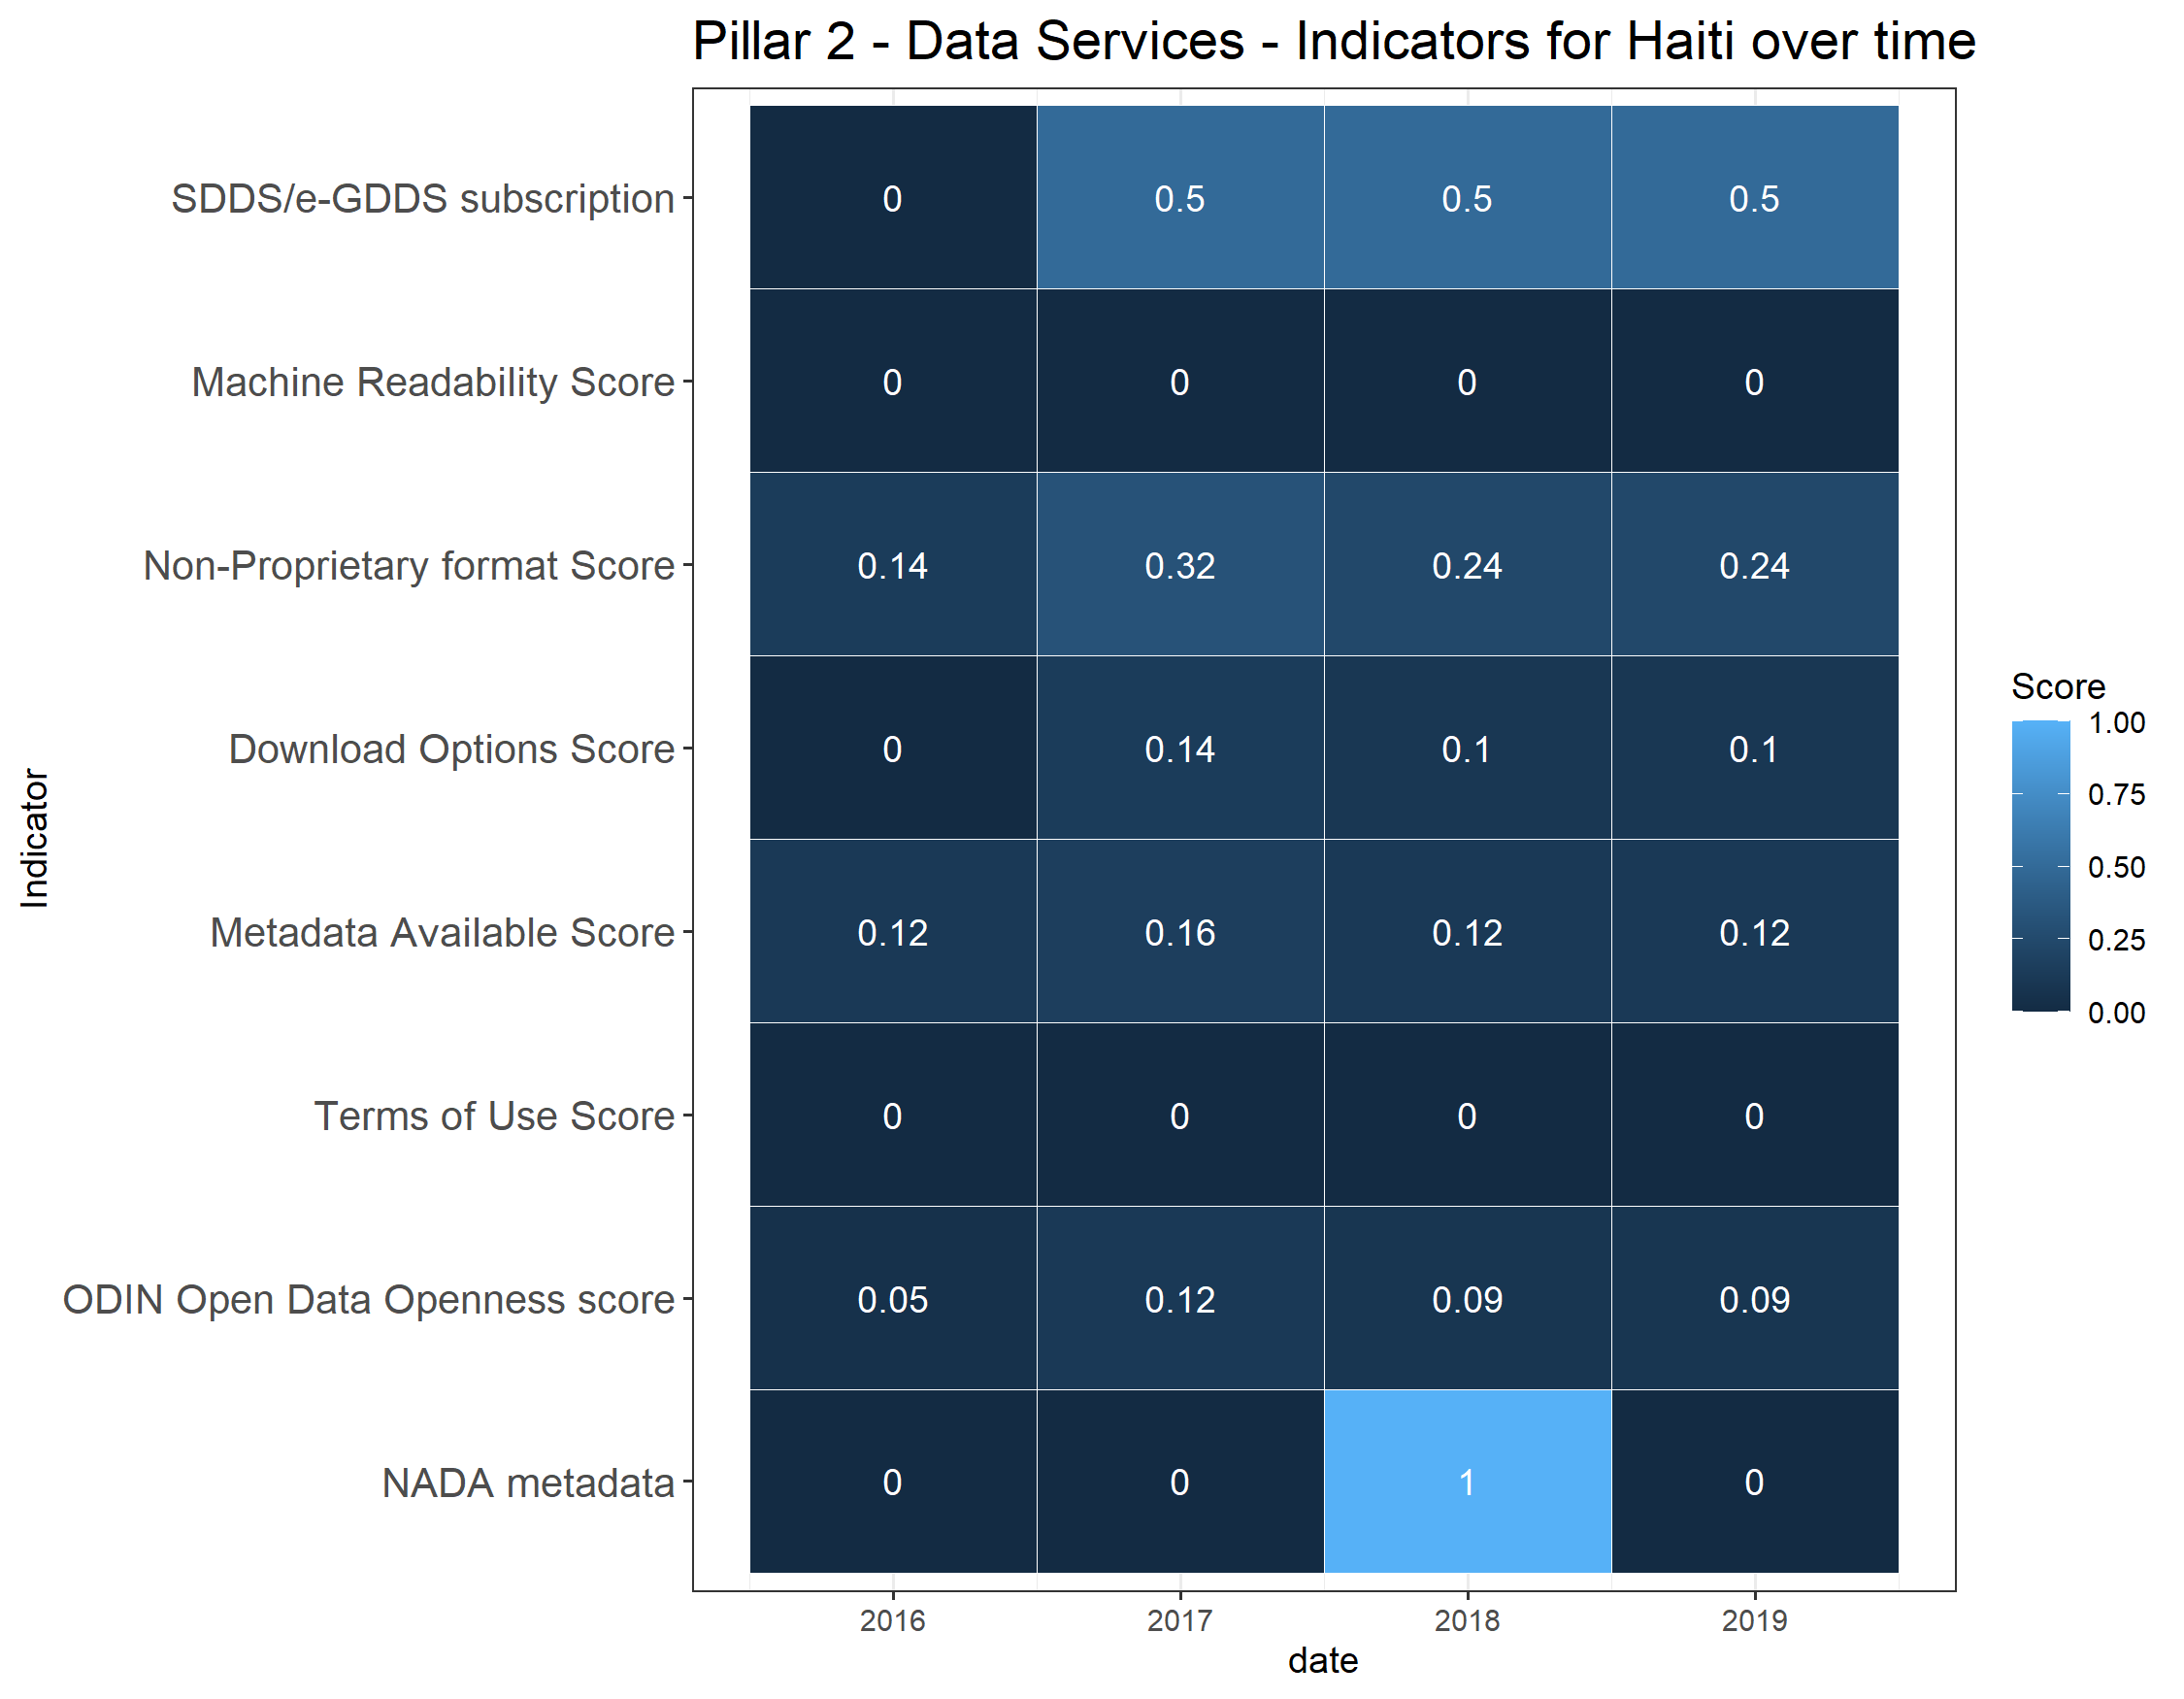 Pillar 2 - Data Services - Indicators for Haiti over time
Indicator
SDDS/e-GDDS subscription 0 0.5 0.5 0.5
Machine Readability Score 0 0 0 0
Non-Proprietary format Score 0.14 0.32 0.24 0.24
Download Options Score 0 0.14 0.1 0.1
Metadata Available Score 0.12 0.16 0.12 0.12
Terms of Use Score 0 0 0 0
ODIN Open Data Openness score 0.05 0.12 0.09 0.09
NADA metadata 0 0 1 0
2016 2017 2018 2019
date
Score
1.00
0.75
0.50
0.25
0.00